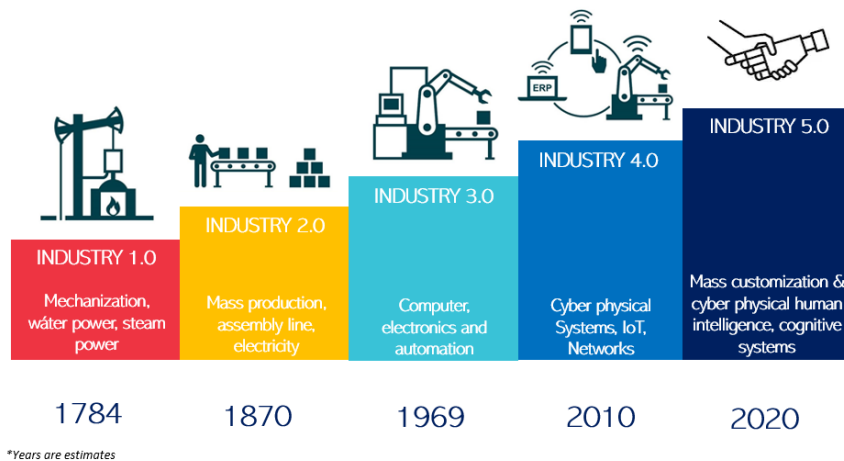 ERP
INDUSTRY 1.0
Mechanization,
wáter power, steam
power
INDUSTRY 2.0
Mass production,
assembly line,
electricity
INDUSTRY 3.0
Computer,
electronics and
automation
INDUSTRY 4.0
Cyber physical
Systems, IoT,
Networks
INDUSTRY 5.0
Mass customization &
cyber physical human
intelligence, cognitive
systems
1784
1870
1969
2010
2020
*Years are estimates